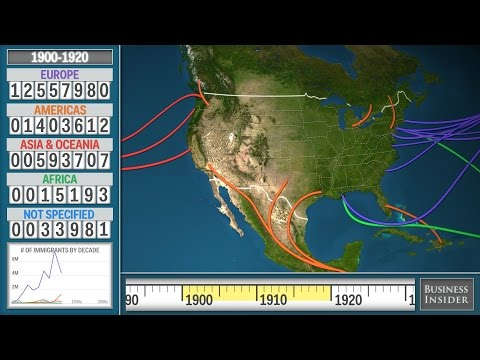 1900-1920
EUROPE
12557980
AMERICAS
01403612
ASIA & OCEANIA
00593707
AFRICA
0015193
NOT SPECIFIED
0033981
# OF IMMIGRANTS BY DECADE
6M
4M
2M
90
1900
1910
1920
BUSINESS
INSIDER